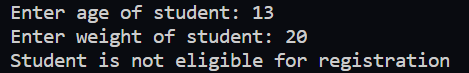 Enter age of student: 13
Enter weight of student: 20
Student is not eligible for registration